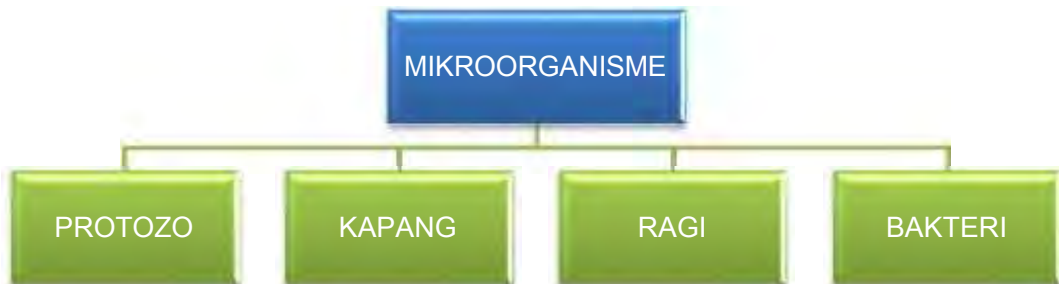 MIKROORGANISME
PROTOZO
KAPANG
RAGI
BAKTERI